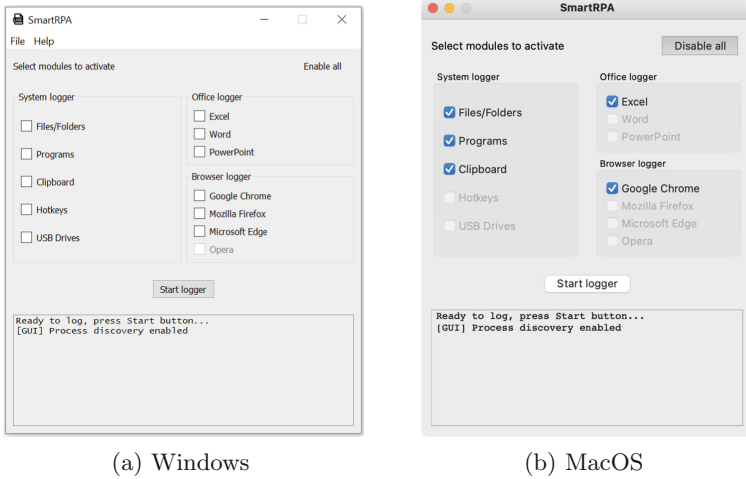 SmartRPA
File Help
Select modules to activate
Enable all
System logger
Files/Folders
Programs
Clipboard
Hotkeys
USB Drives
Office logger
Excel
Word
PowerPoint
Browser logger
Google Chrome
Mozilla Firefox
Microsoft Edge
Opera
Start logger
Ready to log, press Start button...
[GUI] Process discovery enabled
(a) Windows
SmartRPA
Select modules to activate
Disable all
System logger
Files/Folders
Programs
Clipboard
Hotkeys
USB Drives
Office logger
Excel
Word
PowerPoint
Browser logger
Google Chrome
Mozilla Firefox
Microsoft Edge
Opera
Start logger
Ready to log, press Start button...
[GUI] Process discovery enabled
(b) MacOS